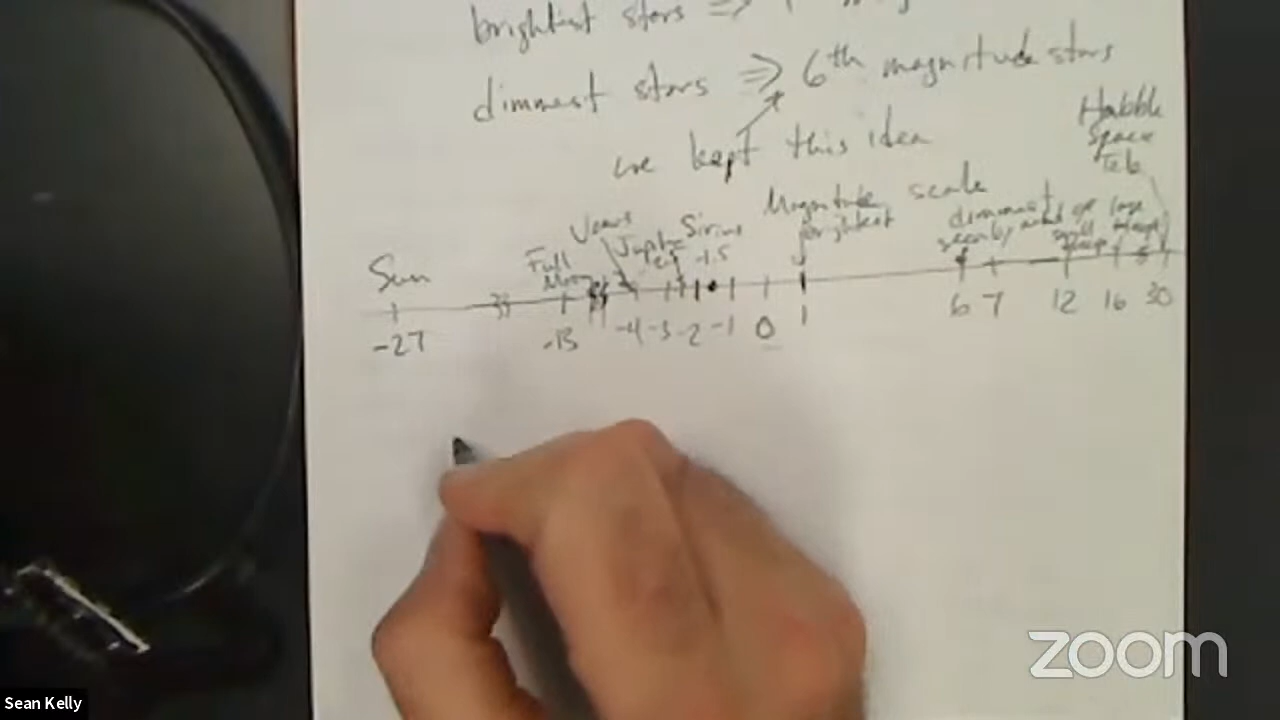 brightest stars ⇒ 1
dimmest stars ⇒ 6th magnitude stars
we kept this idea
Hubble
Space
Tele
Magnitude scale
brightest
dimmest
Sun
Full
Moon
Venus
Jupiter
Sirius
-1.5
-27 -13 -4 -3 -2 -1 0 1 6 7 12 16 30
zoom
Sean Kelly